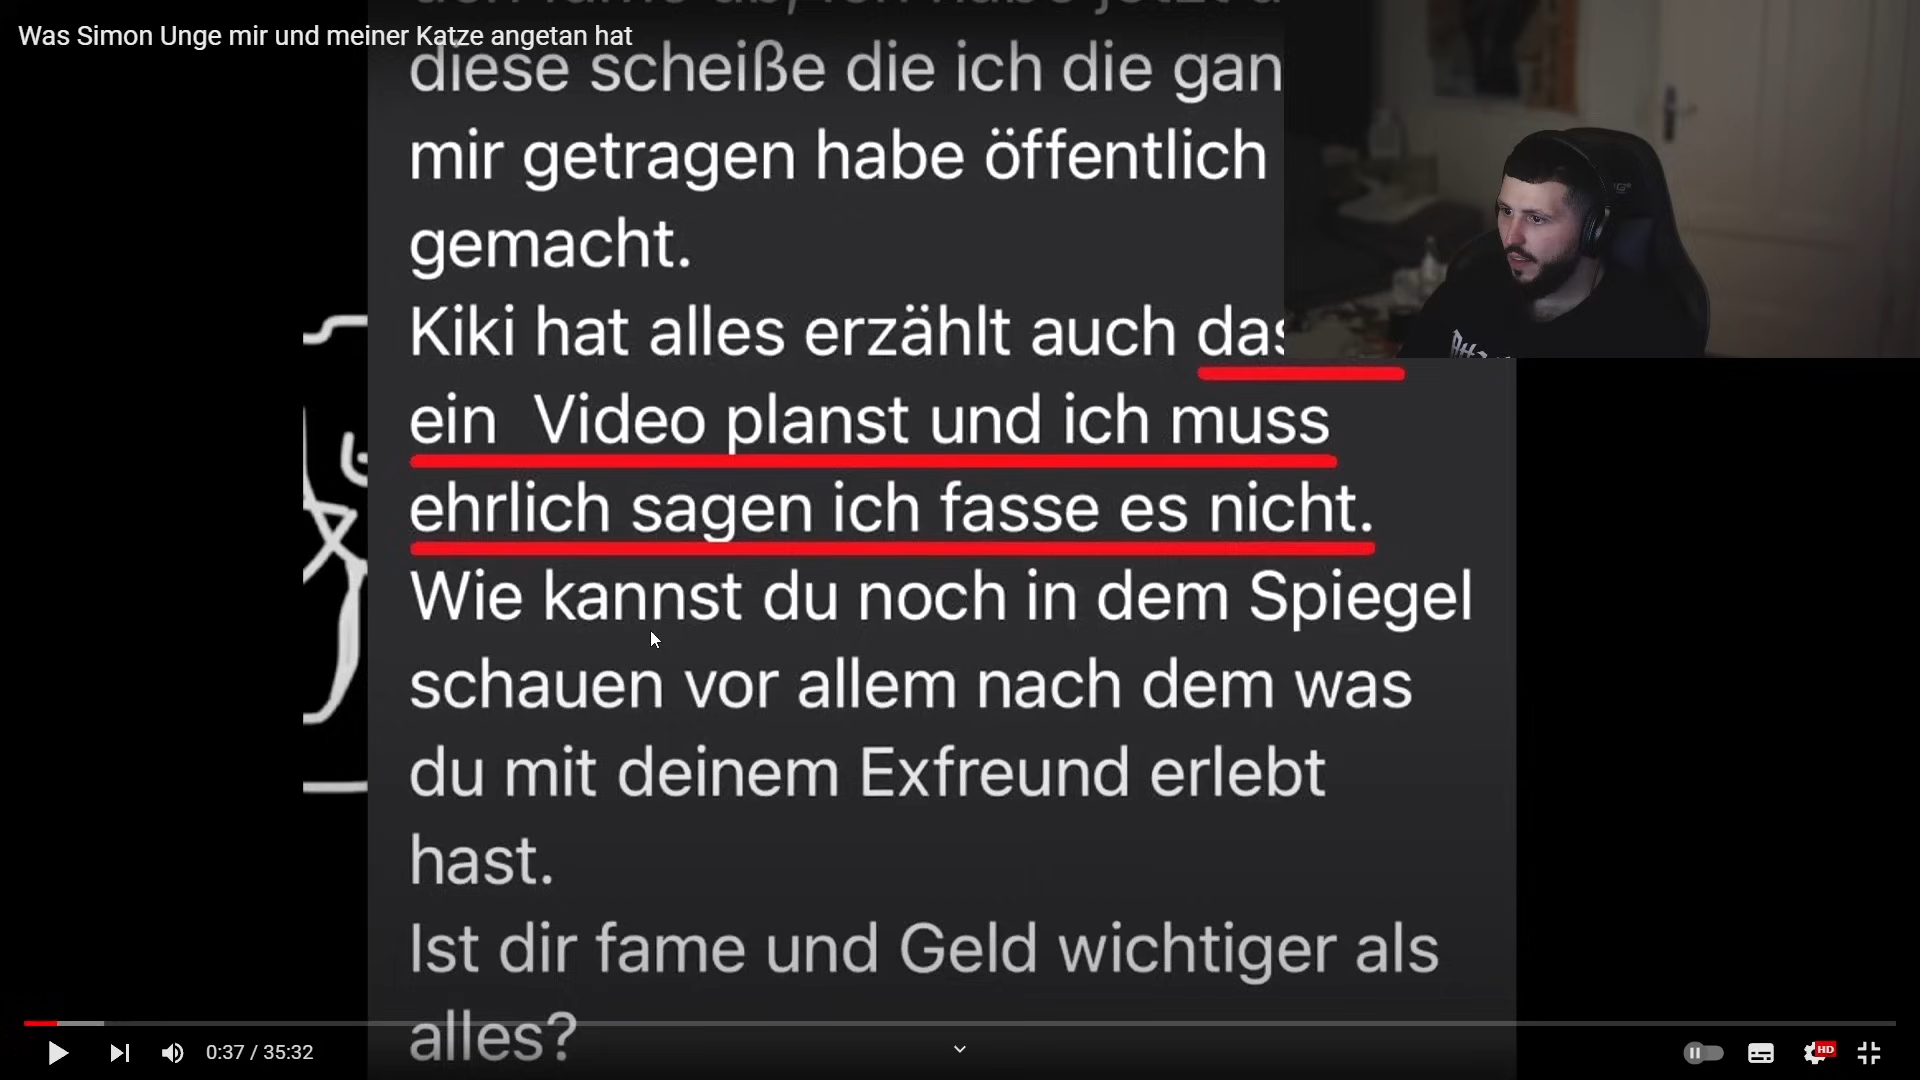 Was Simon Unge mir und meiner Katze angetan hat
diese scheiße die ich die gan
mir getragen habe öffentlich
gemacht.
Kiki hat alles erzählt auch das
ein Video planst und ich muss
ehrlich sagen ich fasse es nicht.
Wie kannst du noch in dem Spiegel
schauen vor allem nach dem was
du mit deinem Exfreund erlebt
hast.
Ist dir fame und Geld wichtiger als
alles?
0:37 / 35:32
HD